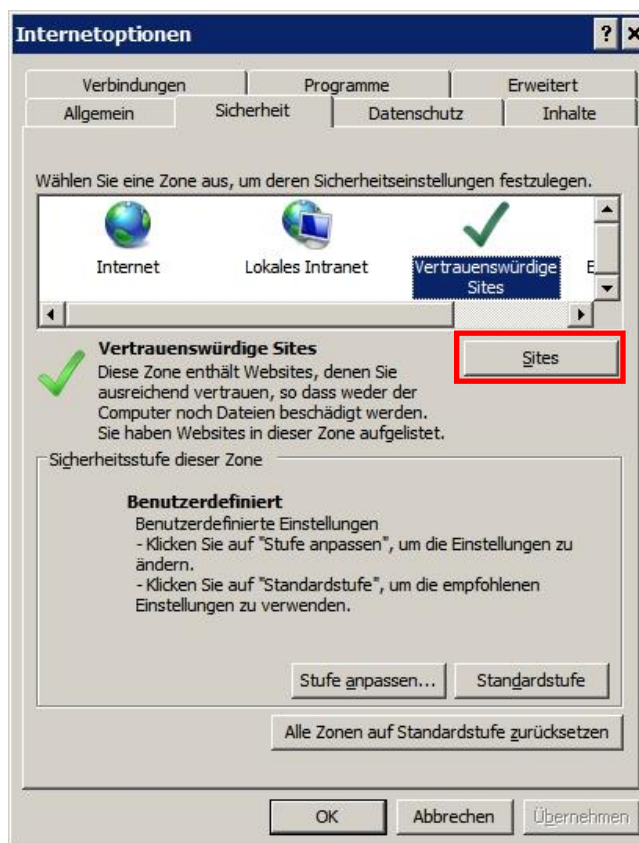 Internetoptionen
Verbindungen Programme Erweitert
Allgemein Sicherheit Datenschutz Inhalte
Wählen Sie eine Zone aus, um deren Sicherheitseinstellungen festzulegen.
Internet Lokales Intranet Vertrauenswürdige
Sites
Vertrauenswürdige Sites
Sites
Diese Zone enthält Websites, denen Sie
ausreichend vertrauen, so dass weder der
Computer noch Dateien beschädigt werden.
Sie haben Websites in dieser Zone aufgelistet.
Sicherheitsstufe dieser Zone
Benutzerdefiniert
Benutzerdefinierte Einstellungen
- Klicken Sie auf "Stufe anpassen", um die Einstellungen zu
ändern.
- Klicken Sie auf "Standardstufe", um die empfohlenen
Einstellungen zu verwenden.
Stufe anpassen... Standardstufe
Alle Zonen auf Standardstufe zurücksetzen
OK Abbrechen Übernehmen